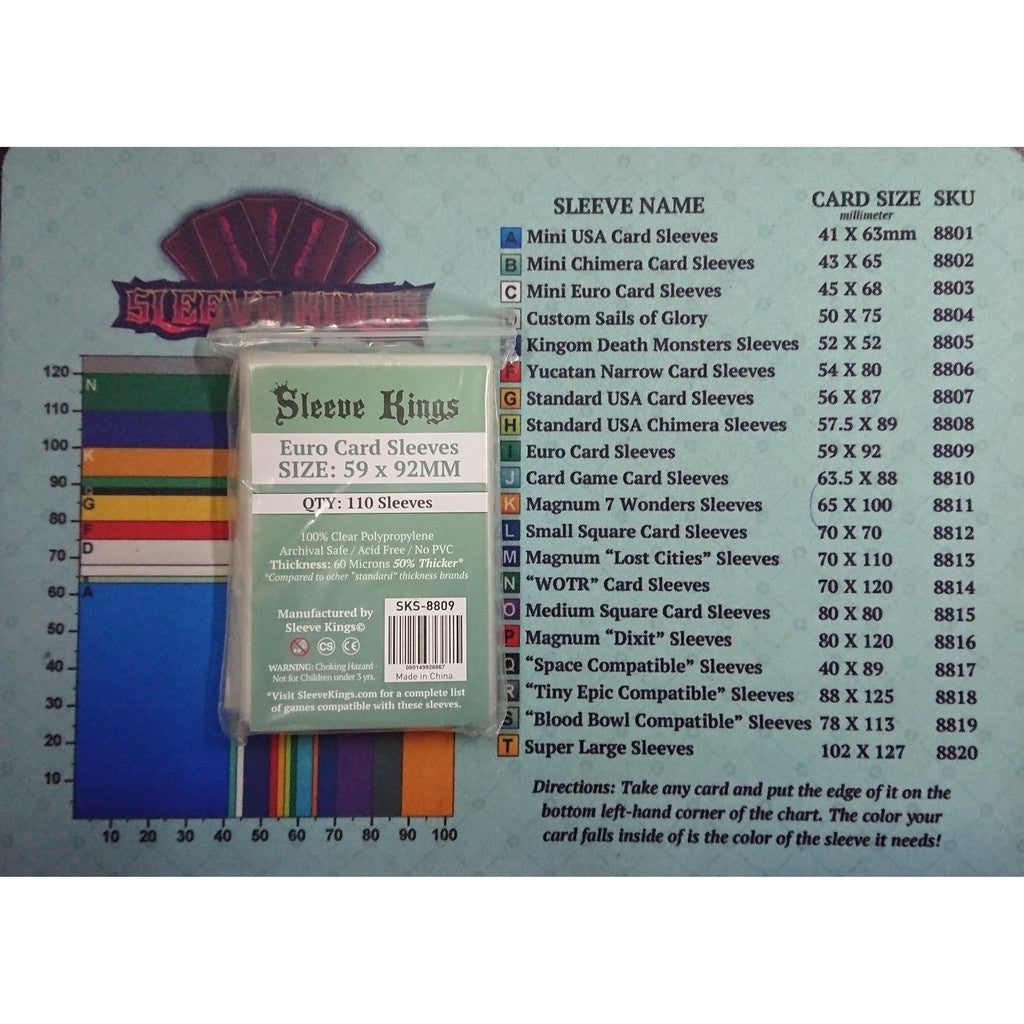 SLEEVE KINGS
SLEEVE NAME CARD SIZE SKU
millimeter
A Mini USA Card Sleeves 41 X 63mm 8801
B Mini Chimera Card Sleeves 43 X 65 8802
C Mini Euro Card Sleeves 45 X 68 8803
Custom Sails of Glory 50 X 75 8804
Kingom Death Monsters Sleeves 52 X 52 8805
F Yucatan Narrow Card Sleeves 54 X 80 8806
G Standard USA Card Sleeves 56 X 87 8807
H Standard USA Chimera Sleeves 57.5 X 89 8808
I Euro Card Sleeves 59 X 92 8809
J Card Game Card Sleeves 63.5 X 88 8810
K Magnum 7 Wonders Sleeves 65 X 100 8811
L Small Square Card Sleeves 70 X 70 8812
M Magnum “Lost Cities” Sleeves 70 X 110 8813
N “WOTR” Card Sleeves 70 X 120 8814
O Medium Square Card Sleeves 80 X 80 8815
P Magnum “Dixit” Sleeves 80 X 120 8816
Q “Space Compatible” Sleeves 40 X 89 8817
R “Tiny Epic Compatible” Sleeves 88 X 125 8818
S “Blood Bowl Compatible” Sleeves 78 X 113 8819
T Super Large Sleeves 102 X 127 8820
Directions: Take any card and put the edge of it on the
bottom left-hand corner of the chart. The color your
card falls inside of is the color of the sleeve it needs!
120
N
110
100
K
90
G
80
F
D
70
60
A
50
40
30
20
10
10 20 30 40 50 60 70 80 90 100
Sleeve Kings
Euro Card Sleeves
SIZE: 59 x 92MM
QTY: 110 Sleeves
100% Clear Polypropylene
Archival Safe / Acid Free / No PVC
Thickness: 60 Microns 50% Thicker*
*Compared to other "standard" thickness brands
Manufactured by
Sleeve Kings©
CS CE
WARNING: Choking Hazard -
Not for Children under 3 yrs.
SKS-8809
Made in China.
*Visit SleeveKings.com for a complete list
of games compatible with these sleeves.